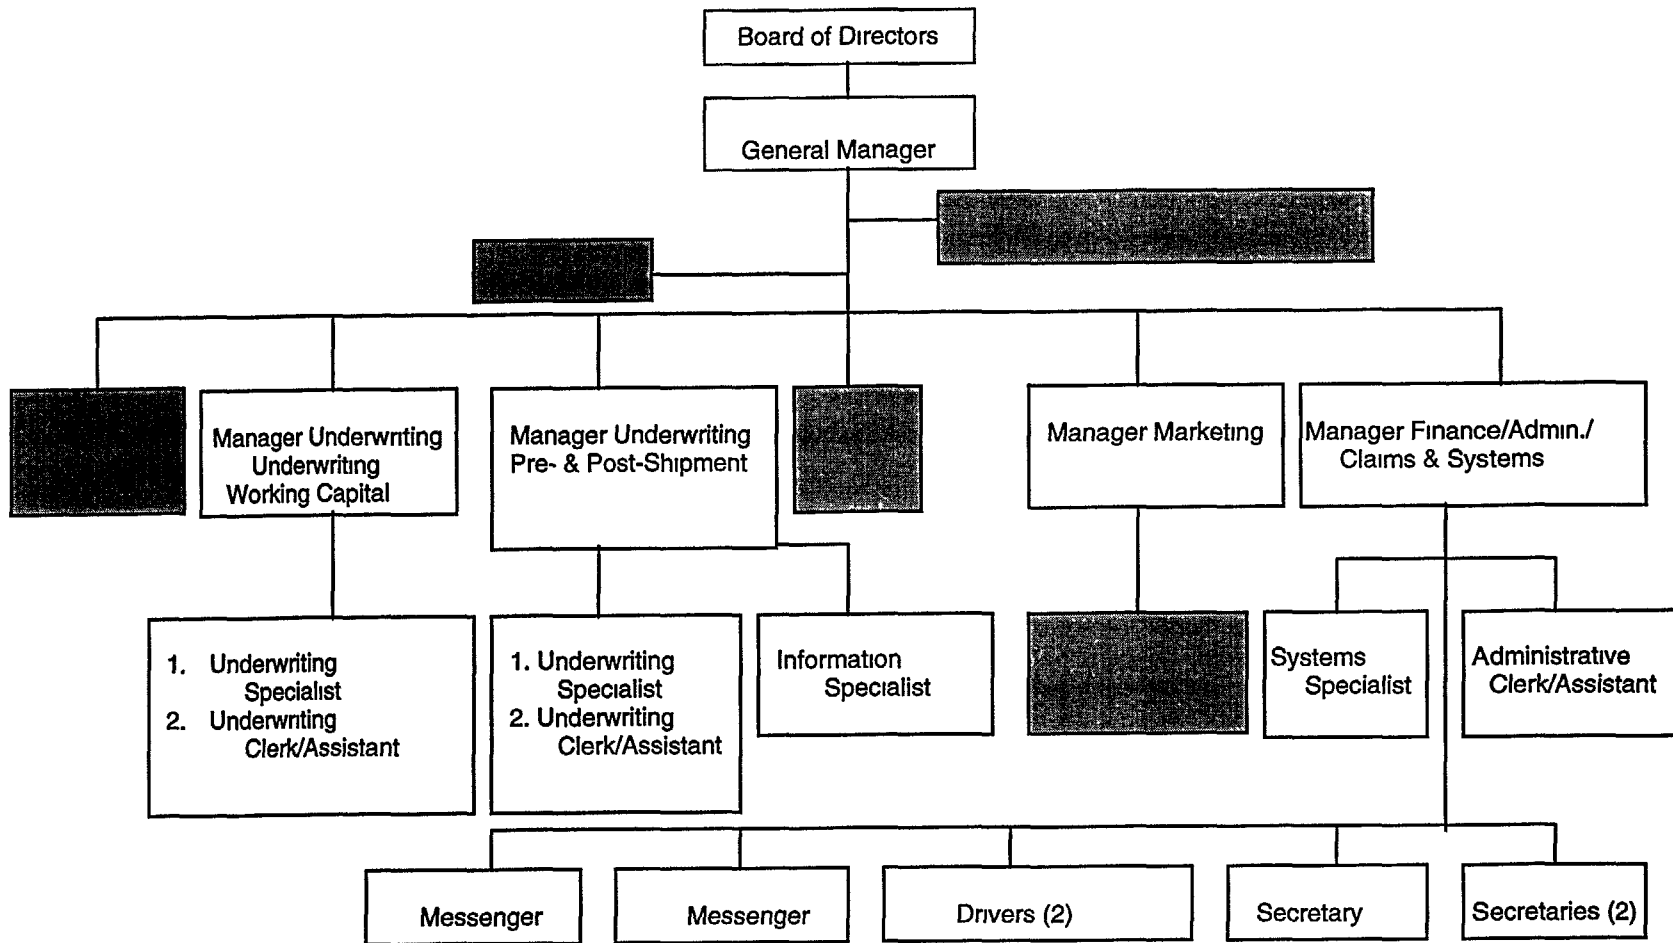 Board of Directors
General Manager
Manager Underwriting
Underwriting
Working Capital
Manager Underwriting
Pre- & Post-Shipment
Manager Marketing
Manager Finance/Admin./
Claims & Systems
1. Underwriting
Specialist
2. Underwriting
Clerk/Assistant
1. Underwriting
Specialist
2. Underwriting
Clerk/Assistant
Information
Specialist
Systems
Specialist
Administrative
Clerk/Assistant
Messenger
Messenger
Drivers (2)
Secretary
Secretaries (2)